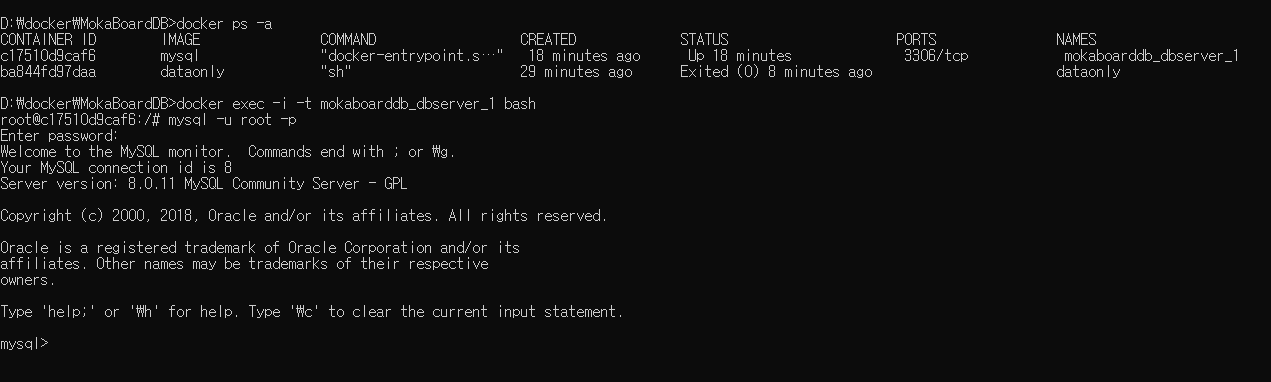 D:₩docker₩MokaBoardDB>docker ps -a
CONTAINER ID IMAGE COMMAND CREATED STATUS PORTS NAMES
c17510d9caf6 mysql "docker-entrypoint.s…" 18 minutes ago Up 18 minutes 3306/tcp mokaboarddb_dbserver_1
ba844fd97daa dataonly "sh" 29 minutes ago Exited (0) 8 minutes ago dataonly
D:₩docker₩MokaBoardDB>docker exec -i -t mokaboarddb_dbserver_1 bash
root@c17510d9caf6:/# mysql -u root -p
Enter password:
Welcome to the MySQL monitor. Commands end with ; or ₩g.
Your MySQL connection id is 8
Server version: 8.0.11 MySQL Community Server - GPL
Copyright (c) 2000, 2018, Oracle and/or its affiliates. All rights reserved.
Oracle is a registered trademark of Oracle Corporation and/or its
affiliates. Other names may be trademarks of their respective
owners.
Type 'help;' or '₩h' for help. Type '₩c' to clear the current input statement.
mysql>